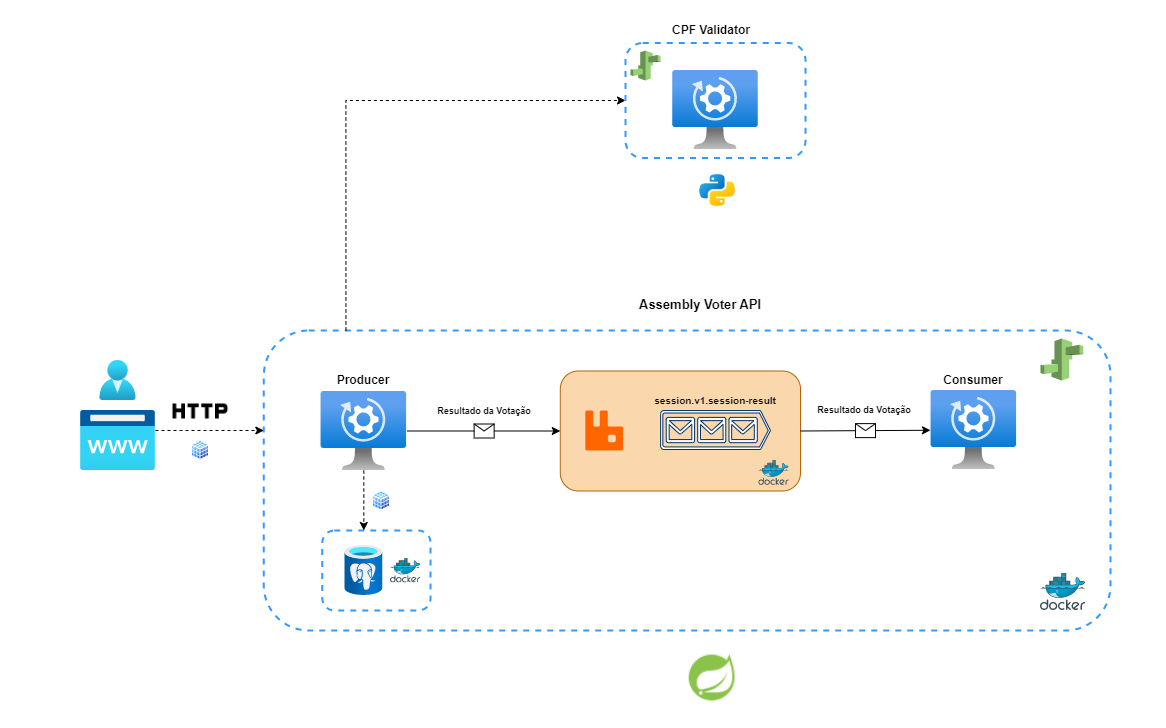 CPF Validator
Assembly Voter API
HTTP
WWW
Producer
Resultado da Votação
session.v1.session-result
docker
Resultado da Votação
Consumer
docker
docker